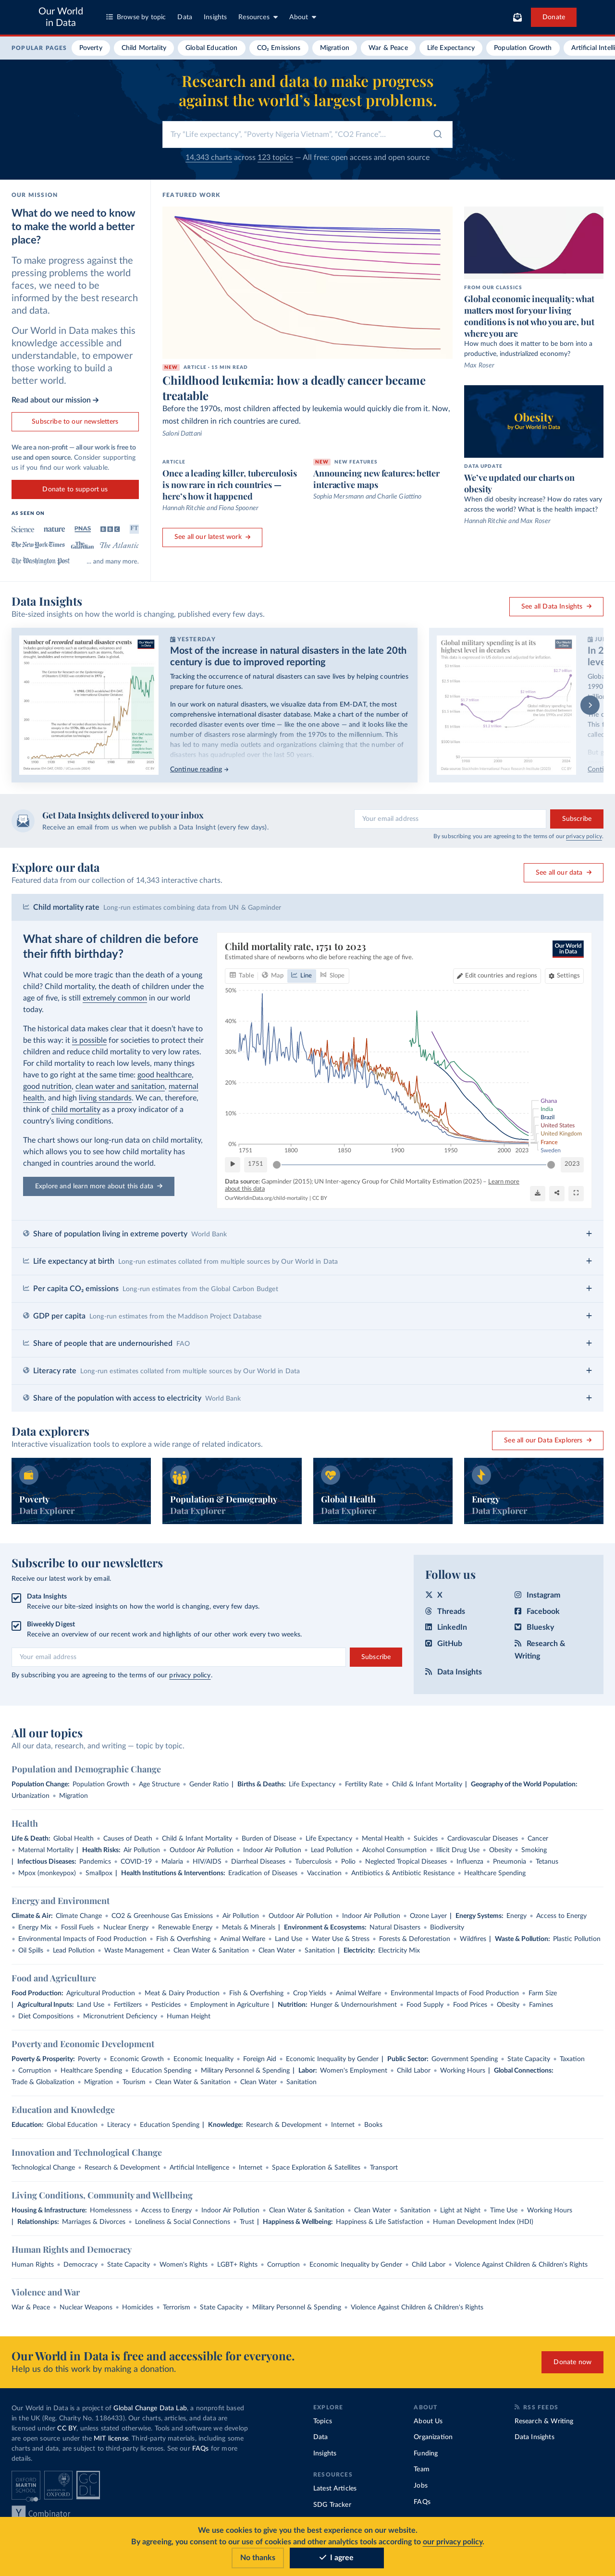 Our World
in Data
Browse by topic
Data
Insights
Resources
About
Donate
POPULAR PAGES
Poverty
Child Mortality
Global Education
CO₂ Emissions
Migration
War & Peace
Life Expectancy
Population Growth
Artificial Intelli
Research and data to make progress
against the world's largest problems.
Try "Life expectancy", "Poverty Nigeria Vietnam", "CO2 France"...
14,343 charts across 123 topics — All free: open access and open source
OUR MISSION
What do we need to know
to make the world a better
place?
To make progress against the
pressing problems the world
faces, we need to be
informed by the best research
and data.
Our World in Data makes this
knowledge accessible and
understandable, to empower
those working to build a
better world.
Read about our mission →
Subscribe to our newsletters
We are a non-profit — all our work is free to
use and open source. Consider supporting
us if you find our work valuable.
Donate to support us
AS SEEN ON
Science
nature
PNAS
BBC
FT
The New York Times
The Guardian
The Atlantic
The Washington Post
... and many more.
FEATURED WORK
NEW ARTICLE • 15 MIN READ
Childhood leukemia: how a deadly cancer became
treatable
Before the 1970s, most children affected by leukemia would quickly die from it. Now,
most children in rich countries are cured.
Saloni Dattani
ARTICLE
Once a leading killer, tuberculosis
is now rare in rich countries —
here's how it happened
Hannah Ritchie and Fiona Spooner
NEW NEW FEATURES
Announcing new features: better
interactive maps
Sophia Mersmann and Charlie Giattino
See all our latest work →
FROM OUR CLASSICS
Global economic inequality: what
matters most for your living
conditions is not who you are, but
where you are
How much does it matter to be born into a
productive, industrialized economy?
Max Roser
Obesity
by Our World in Data
DATA UPDATE
We've updated our charts on
obesity
When did obesity increase? How do rates vary
across the world? What is the health impact?
Hannah Ritchie and Max Roser
Data Insights
Bite-sized insights on how the world is changing, published every few days.
See all Data Insights →
Number of recorded natural disaster events
YESTERDAY
Most of the increase in natural disasters in the late 20th
century is due to improved reporting
Tracking the occurrence of natural disasters can save lives by helping countries
prepare for future ones.
In our work on natural disasters, we visualize data from EM-DAT, the most
comprehensive international disaster database. Make a chart of the number of
recorded disaster events over time — like the one above — and it looks like the
number of disasters rose alarmingly from the 1970s to the millennium. This
has led to many media outlets and organizations claiming that the number of
disasters has quadrupled over the last 50 years.
Continue reading →
Global military spending is at its
highest level in decades
Get Data Insights delivered to your inbox
Receive an email from us when we publish a Data Insight (every few days).
Your email address
Subscribe
By subscribing you are agreeing to the terms of our privacy policy.
Explore our data
Featured data from our collection of 14,343 interactive charts.
See all our data →
Child mortality rate Long-run estimates combining data from UN & Gapminder
What share of children die before
their fifth birthday?
What could be more tragic than the death of a young
child? Child mortality, the death of children under the
age of five, is still extremely common in our world
today.
The historical data makes clear that it doesn't have to
be this way: it is possible for societies to protect their
children and reduce child mortality to very low rates.
For child mortality to reach low levels, many things
have to go right at the same time: good healthcare,
good nutrition, clean water and sanitation, maternal
health, and high living standards. We can, therefore,
think of child mortality as a proxy indicator of a
country's living conditions.
The chart shows our long-run data on child mortality,
which allows you to see how child mortality has
changed in countries around the world.
Explore and learn more about this data →
Child mortality rate, 1751 to 2023
Estimated share of newborns who die before reaching the age of five.
Our World
in Data
Table
Map
Line
Slope
Edit countries and regions
Settings
50%
40%
30%
20%
10%
0%
1751
1800
1850
1900
1950
2000
2023
Ghana
India
Brazil
United States
United Kingdom
France
Sweden
1751
2023
Data source: Gapminder (2015); UN Inter-agency Group for Child Mortality Estimation (2025) – Learn more
about this data
OurWorldinData.org/child-mortality | CC BY
Share of population living in extreme poverty World Bank
Life expectancy at birth Long-run estimates collated from multiple sources by Our World in Data
Per capita CO₂ emissions Long-run estimates from the Global Carbon Budget
GDP per capita Long-run estimates from the Maddison Project Database
Share of people that are undernourished FAO
Literacy rate Long-run estimates collated from multiple sources by Our World in Data
Share of the population with access to electricity World Bank
Data explorers
Interactive visualization tools to explore a wide range of related indicators.
See all our Data Explorers →
Poverty
Data Explorer
Population & Demography
Data Explorer
Global Health
Data Explorer
Energy
Data Explorer
Subscribe to our newsletters
Receive our latest work by email.
Data Insights
Receive our bite-sized insights on how the world is changing, every few days.
Biweekly Digest
Receive an overview of our recent work and highlights of our other work every two weeks.
Your email address
Subscribe
By subscribing you are agreeing to the terms of our privacy policy.
Follow us
X
Threads
LinkedIn
GitHub
Data Insights
Instagram
Facebook
Bluesky
Research &
Writing
All our topics
All our data, research, and writing — topic by topic.
Population and Demographic Change
Population Change: Population Growth • Age Structure • Gender Ratio | Births & Deaths: Life Expectancy • Fertility Rate • Child & Infant Mortality | Geography of the World Population:
Urbanization • Migration
Health
Life & Death: Global Health • Causes of Death • Child & Infant Mortality • Burden of Disease • Life Expectancy • Mental Health • Suicides • Cardiovascular Diseases • Cancer
• Maternal Mortality | Health Risks: Air Pollution • Outdoor Air Pollution • Indoor Air Pollution • Lead Pollution • Alcohol Consumption • Illicit Drug Use • Obesity • Smoking
| Infectious Diseases: Pandemics • COVID-19 • Malaria • HIV/AIDS • Diarrheal Diseases • Tuberculosis • Polio • Neglected Tropical Diseases • Influenza • Pneumonia • Tetanus
• Mpox (monkeypox) • Smallpox | Health Institutions & Interventions: Eradication of Diseases • Vaccination • Antibiotics & Antibiotic Resistance • Healthcare Spending
Energy and Environment
Climate & Air: Climate Change • CO2 & Greenhouse Gas Emissions • Air Pollution • Outdoor Air Pollution • Indoor Air Pollution • Ozone Layer | Energy Systems: Energy • Access to Energy
• Energy Mix • Fossil Fuels • Nuclear Energy • Renewable Energy • Metals & Minerals | Environment & Ecosystems: Natural Disasters • Biodiversity
• Environmental Impacts of Food Production • Fish & Overfishing • Animal Welfare • Land Use • Water Use & Stress • Forests & Deforestation • Wildfires | Waste & Pollution: Plastic Pollution
• Oil Spills • Lead Pollution • Waste Management • Clean Water & Sanitation • Clean Water • Sanitation | Electricity: Electricity Mix
Food and Agriculture
Food Production: Agricultural Production • Meat & Dairy Production • Fish & Overfishing • Crop Yields • Animal Welfare • Environmental Impacts of Food Production • Farm Size
| Agricultural Inputs: Land Use • Fertilizers • Pesticides • Employment in Agriculture | Nutrition: Hunger & Undernourishment • Food Supply • Food Prices • Obesity • Famines
• Diet Compositions • Micronutrient Deficiency • Human Height
Poverty and Economic Development
Poverty & Prosperity: Poverty • Economic Growth • Economic Inequality • Foreign Aid • Economic Inequality by Gender | Public Sector: Government Spending • State Capacity • Taxation
• Corruption • Healthcare Spending • Education Spending • Military Personnel & Spending | Labor: Women's Employment • Child Labor • Working Hours | Global Connections:
Trade & Globalization • Migration • Tourism • Clean Water & Sanitation • Clean Water • Sanitation
Education and Knowledge
Education: Global Education • Literacy • Education Spending | Knowledge: Research & Development • Internet • Books
Innovation and Technological Change
Technological Change • Research & Development • Artificial Intelligence • Internet • Space Exploration & Satellites • Transport
Living Conditions, Community and Wellbeing
Housing & Infrastructure: Homelessness • Access to Energy • Indoor Air Pollution • Clean Water & Sanitation • Clean Water • Sanitation • Light at Night • Time Use • Working Hours
| Relationships: Marriages & Divorces • Loneliness & Social Connections • Trust | Happiness & Wellbeing: Happiness & Life Satisfaction • Human Development Index (HDI)
Human Rights and Democracy
Human Rights • Democracy • State Capacity • Women's Rights • LGBT+ Rights • Corruption • Economic Inequality by Gender • Child Labor • Violence Against Children & Children's Rights
Violence and War
War & Peace • Nuclear Weapons • Homicides • Terrorism • State Capacity • Military Personnel & Spending • Violence Against Children & Children's Rights
Our World in Data is free and accessible for everyone.
Help us do this work by making a donation.
Donate now
Our World in Data is a project of Global Change Data Lab, a nonprofit based
in the UK (Reg. Charity No. 1186433). Our charts, articles, and data are
licensed under CC BY, unless stated otherwise. Tools and software we develop
are open source under the MIT license. Third-party materials, including some
charts and data, are subject to third-party licenses. See our FAQs for more
details.
OXFORD
MARTIN
SCHOOL
UNIVERSITY OF
OXFORD
GC
DL
Y Combinator
EXPLORE
Topics
Data
Insights
RESOURCES
Latest Articles
SDG Tracker
ABOUT
About Us
Organization
Funding
Team
Jobs
FAQs
RSS FEEDS
Research & Writing
Data Insights
We use cookies to give you the best experience on our website.
By agreeing, you consent to our use of cookies and other analytics tools according to our privacy policy.
No thanks
I agree